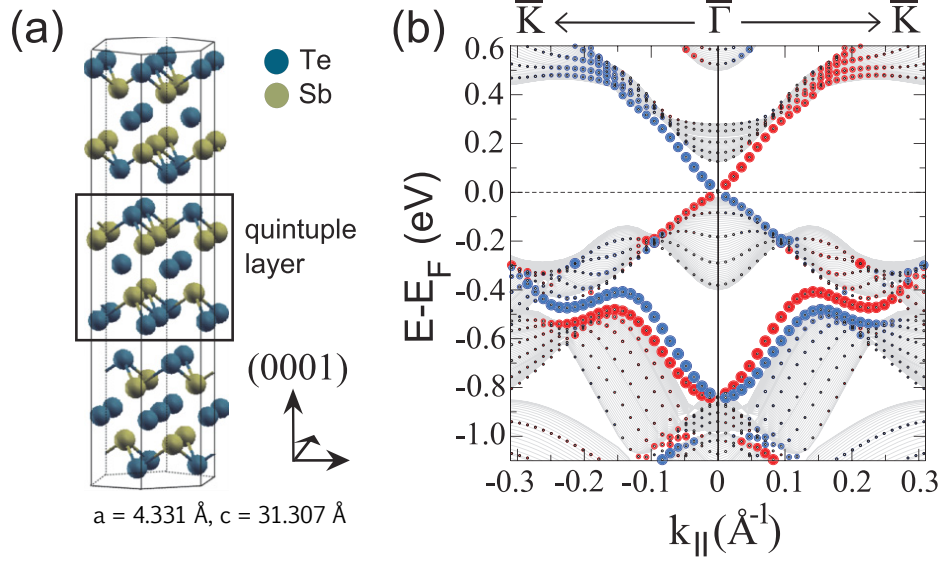 (a)
Te
Sb
quintuple
layer
(0001)
a = 4.331 Å, c = 31.307 Å
(b)
K̅ Γ̅ K̅
E-E_F (eV)
0.6
0.4
0.2
0.0
-0.2
-0.4
-0.6
-0.8
-1.0
-0.3 -0.2 -0.1 0 0.1 0.2 0.3
k_||(Å⁻¹)